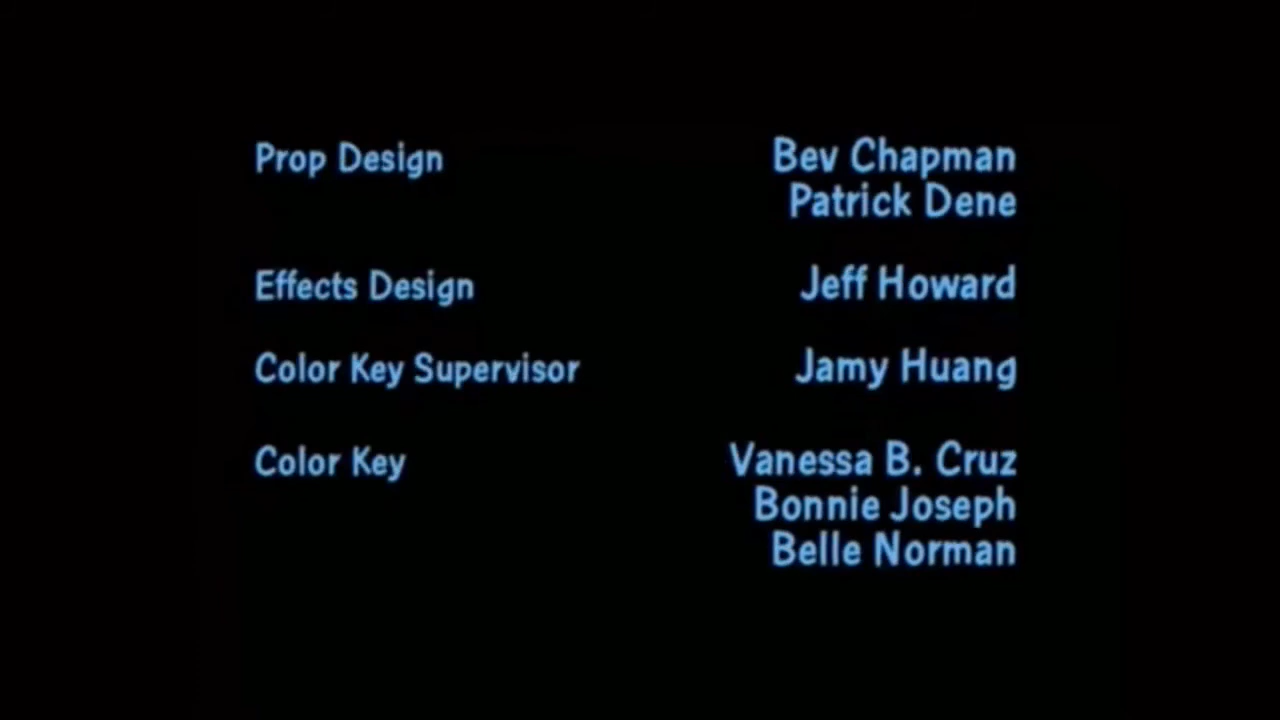 Prop Design Bev Chapman
Patrick Dene
Effects Design Jeff Howard
Color Key Supervisor Jamy Huang
Color Key Vanessa B. Cruz
Bonnie Joseph
Belle Norman